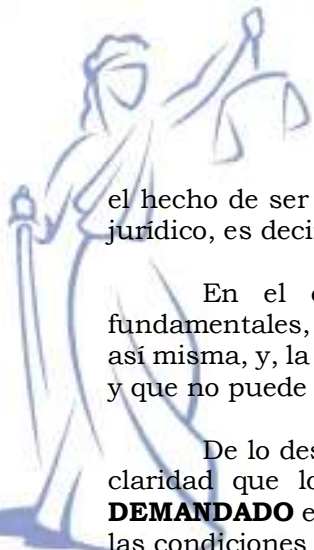 el hecho de ser
jurídico, es deci
En el
fundamentales,
así misma, y, la
y que no puede
De lo des
claridad que lo
DEMANDADO e
las condiciones